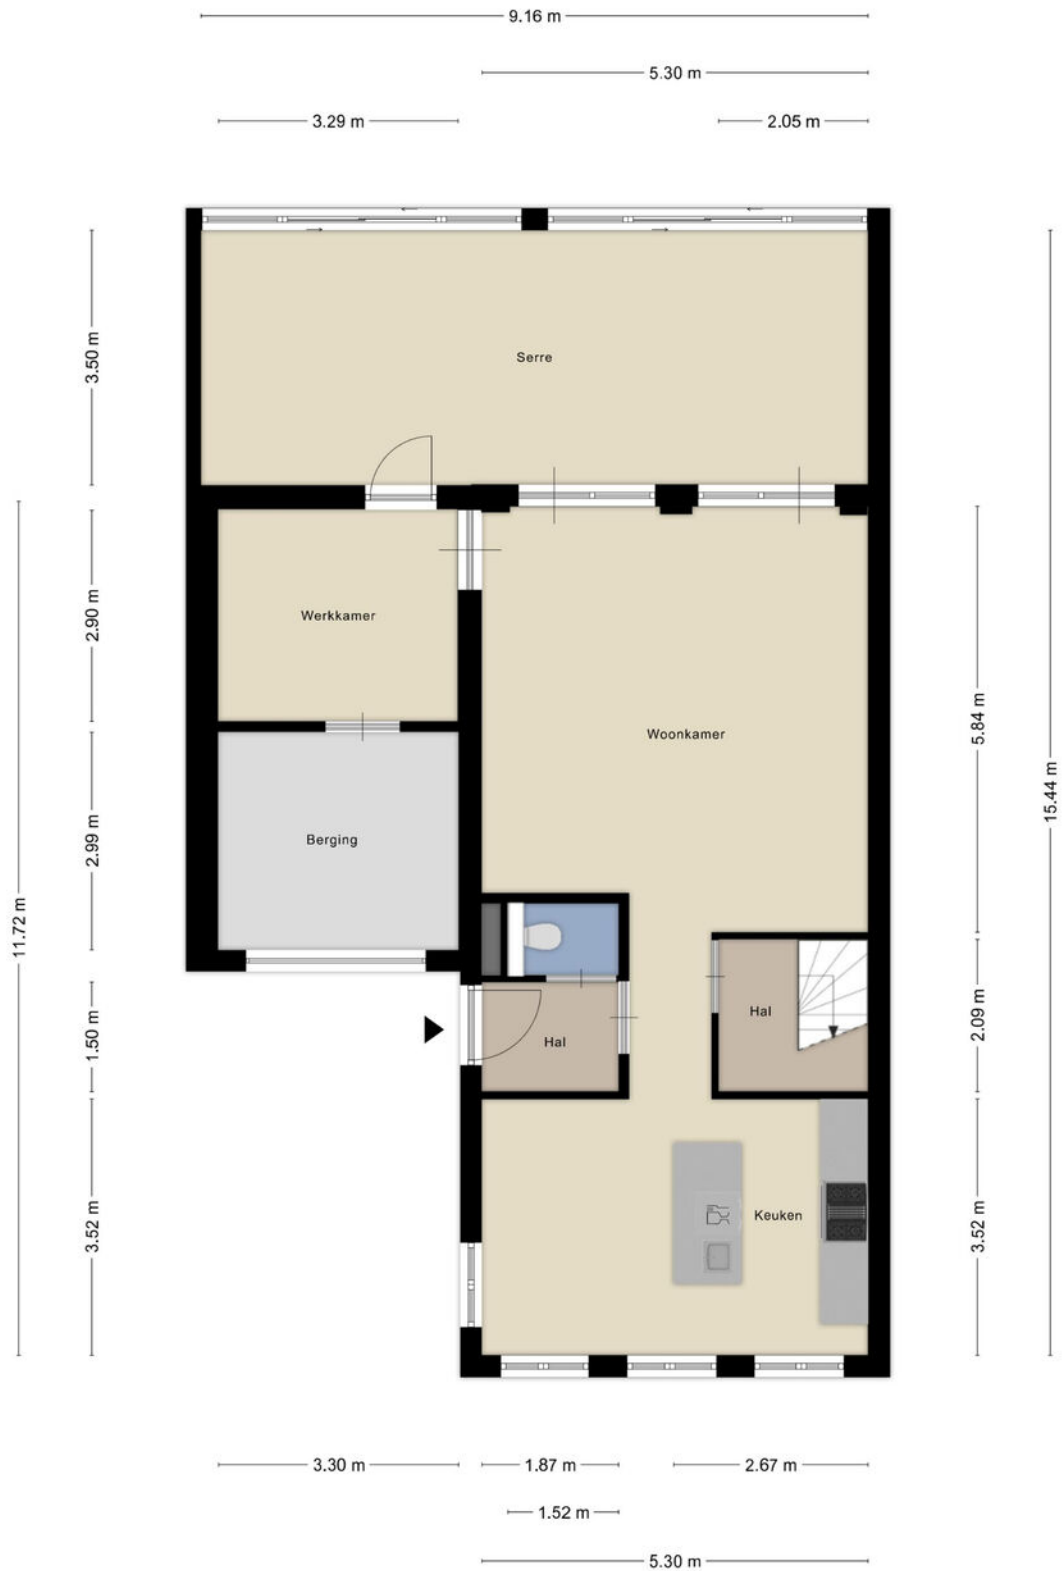 9.16 m
5.30 m
3.29 m
2.05 m
3.50 m
Serre
2.90 m
Werkkamer
5.84 m
Woonkamer
15.44 m
2.99 m
Berging
11.72 m
1.50 m
Hal
Hal
2.09 m
3.52 m
Keuken
3.52 m
3.30 m
1.87 m
2.67 m
1.52 m
5.30 m